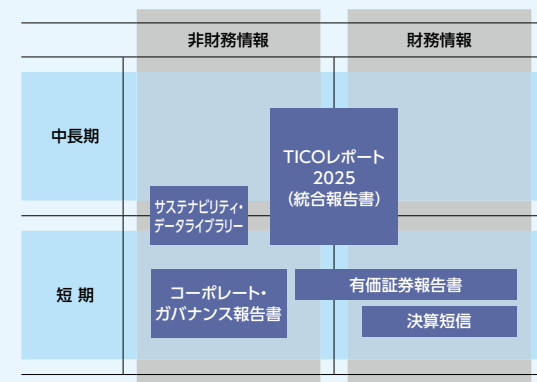 非財務情報
財務情報
中長期
TICOレポート
2025
（統合報告書）
サステナビリティ・
データライブラリー
短 期
コーポレート・
ガバナンス報告書
有価証券報告書
決算短信